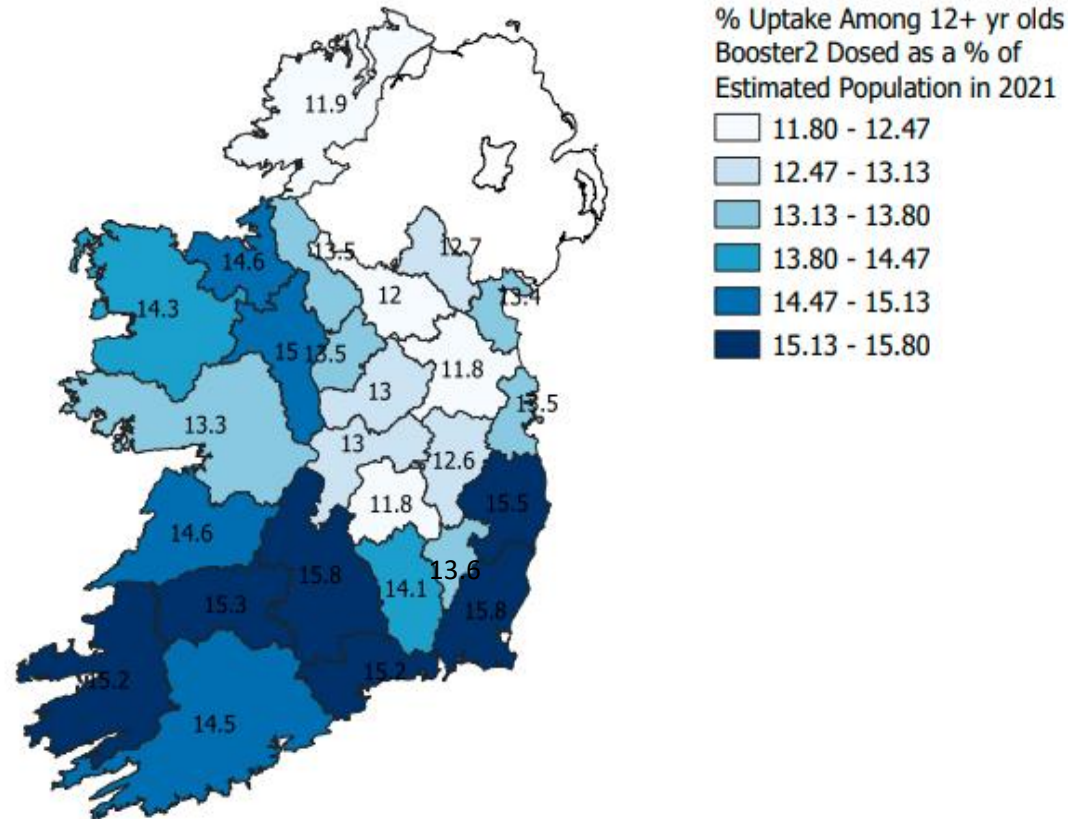 % Uptake Among 12+ yr olds
Booster2 Dosed as a % of
Estimated Population in 2021
11.80 - 12.47
12.47 - 13.13
13.13 - 13.80
13.80 - 14.47
14.47 - 15.13
15.13 - 15.80
11.9
12.7
13.5
14.6
12
13.4
14.3
15
13.5
11.8
13
13.5
13.3
13
12.6
11.8
15.5
14.6
15.8
13.6
14.1
15.3
15.8
15.2
15.2
14.5